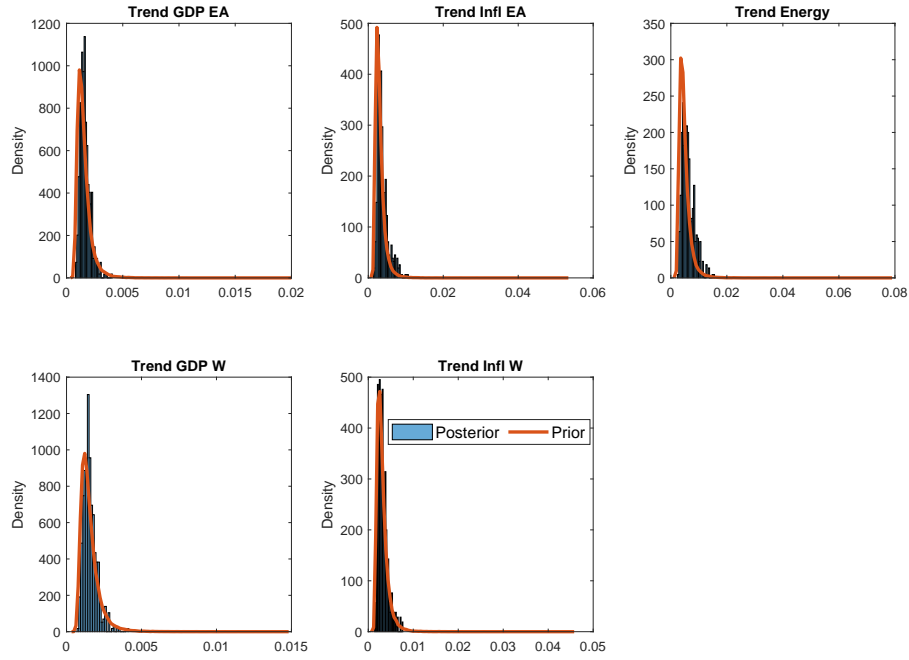 Trend GDP EA
Density
1200
1000
800
600
400
200
0
0 0.005 0.01 0.015 0.02
Trend Infl EA
Density
500
400
300
200
100
0
0 0.02 0.04 0.06
Trend Energy
Density
350
300
250
200
150
100
50
0
0 0.02 0.04 0.06 0.08
Trend GDP W
Density
1400
1200
1000
800
600
400
200
0
0 0.005 0.01 0.015
Trend Infl W
Density
500
400
300
200
100
0
0 0.01 0.02 0.03 0.04 0.05
Posterior Prior